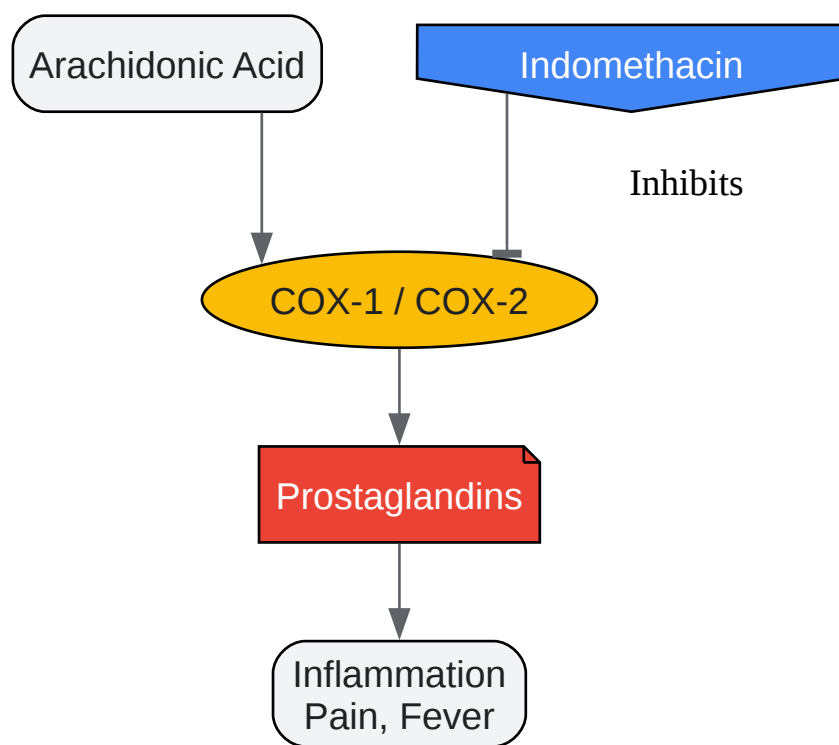 Arachidonic Acid
Indomethacin
Inhibits
COX-1 / COX-2
Prostaglandins
Inflammation
Pain, Fever